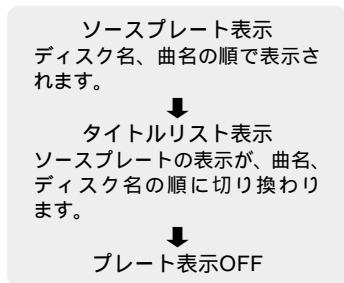 ソースプレート表示
ディスク名、曲名の順で表示さ
れます。
タイトルリスト表示
ソースプレートの表示が、曲名、
ディスク名の順に切り換わり
ます。
プレート表示OFF